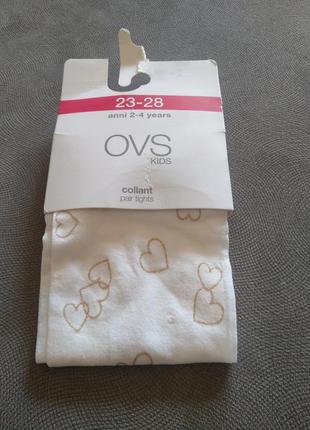 23-28
anni 2-4 years
OVS
KIDS
collant
pair tights